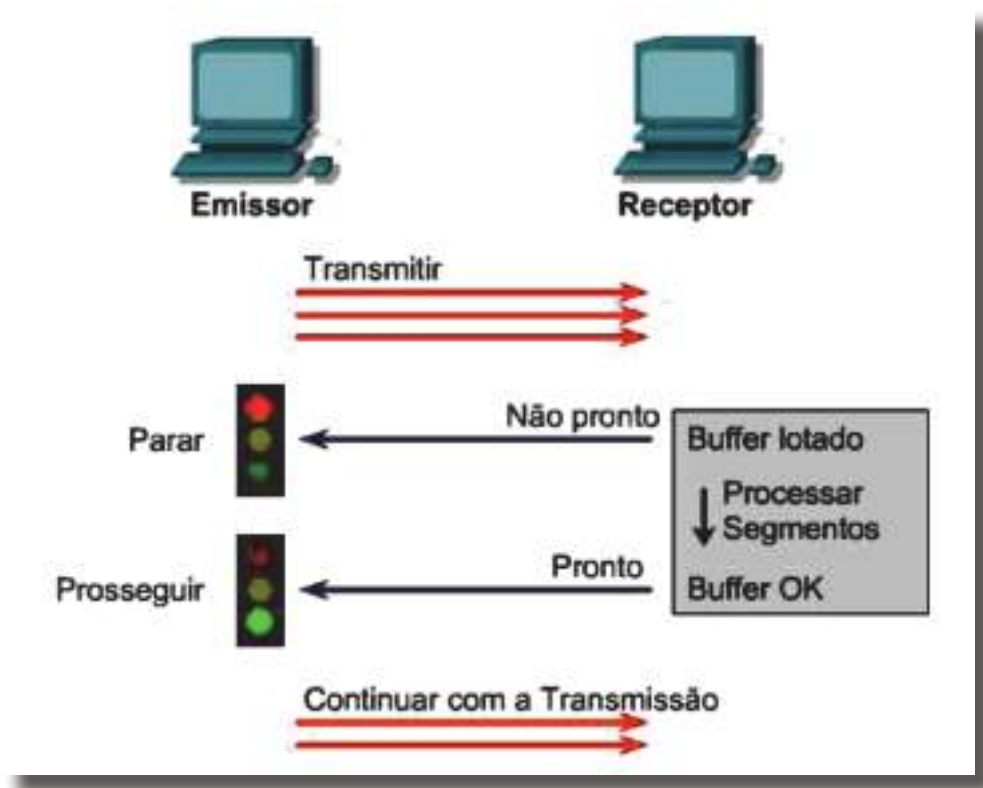 Emissor
Receptor
Transmitir
Não pronto
Parar
Buffer lotado
Processar
Segmentos
Pronto
Prosseguir
Buffer OK
Continuar com a Transmissão